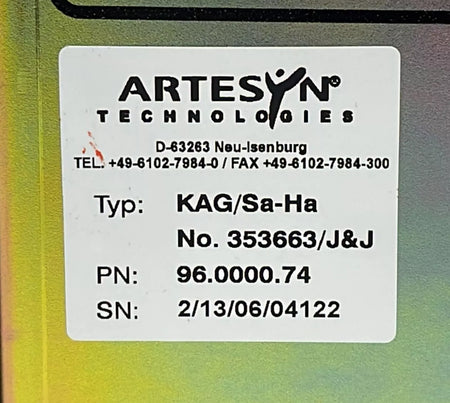 ARTESYN®
TECHNOLOGIES
D-63263 Neu-Isenburg
TEL. +49-6102-7984-0 / FAX +49-6102-7984-300
Typ: KAG/Sa-Ha
No. 353663/J&J
PN: 96.0000.74
SN: 2/13/06/04122